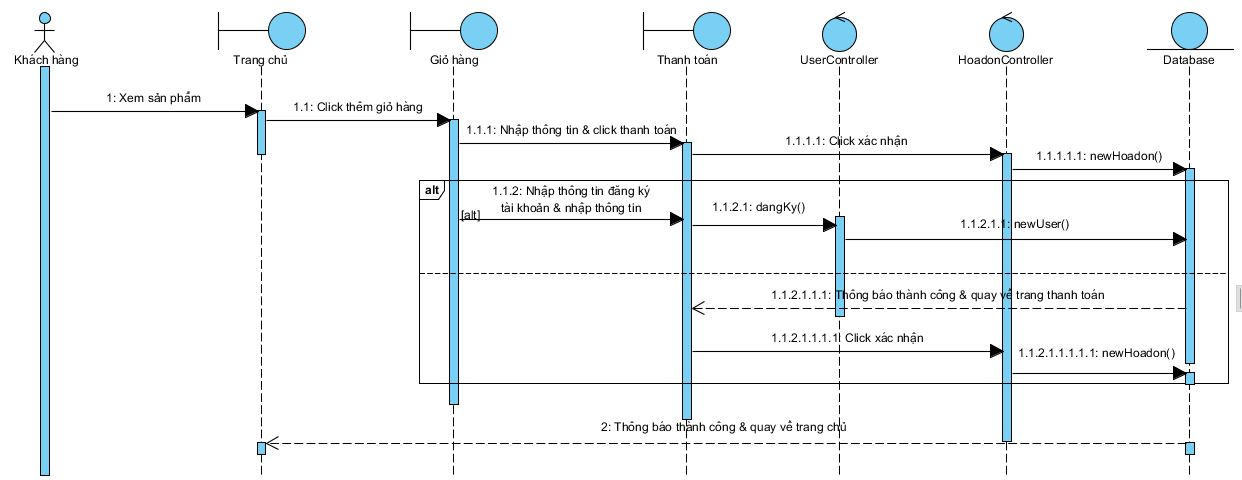 Khách hàng
Trang chủ
Giỏ hàng
Thanh toán
UserController
HoadonController
Database
1: Xem sản phẩm
1.1: Click thêm giỏ hàng
1.1.1: Nhập thông tin & click thanh toán
1.1.1.1: Click xác nhận
1.1.1.1.1: newHoadon()
alt
[alt]
1.1.2: Nhập thông tin đăng ký
tài khoản & nhập thông tin
1.1.2.1: dangKy()
1.1.2.1.1: newUser()
1.1.2.1.1.1: Thông báo thành công & quay về trang thanh toán
1.1.2.1.1.1.1: Click xác nhận
1.1.2.1.1.1.1.1: newHoadon()
2: Thông báo thành công & quay về trang chủ